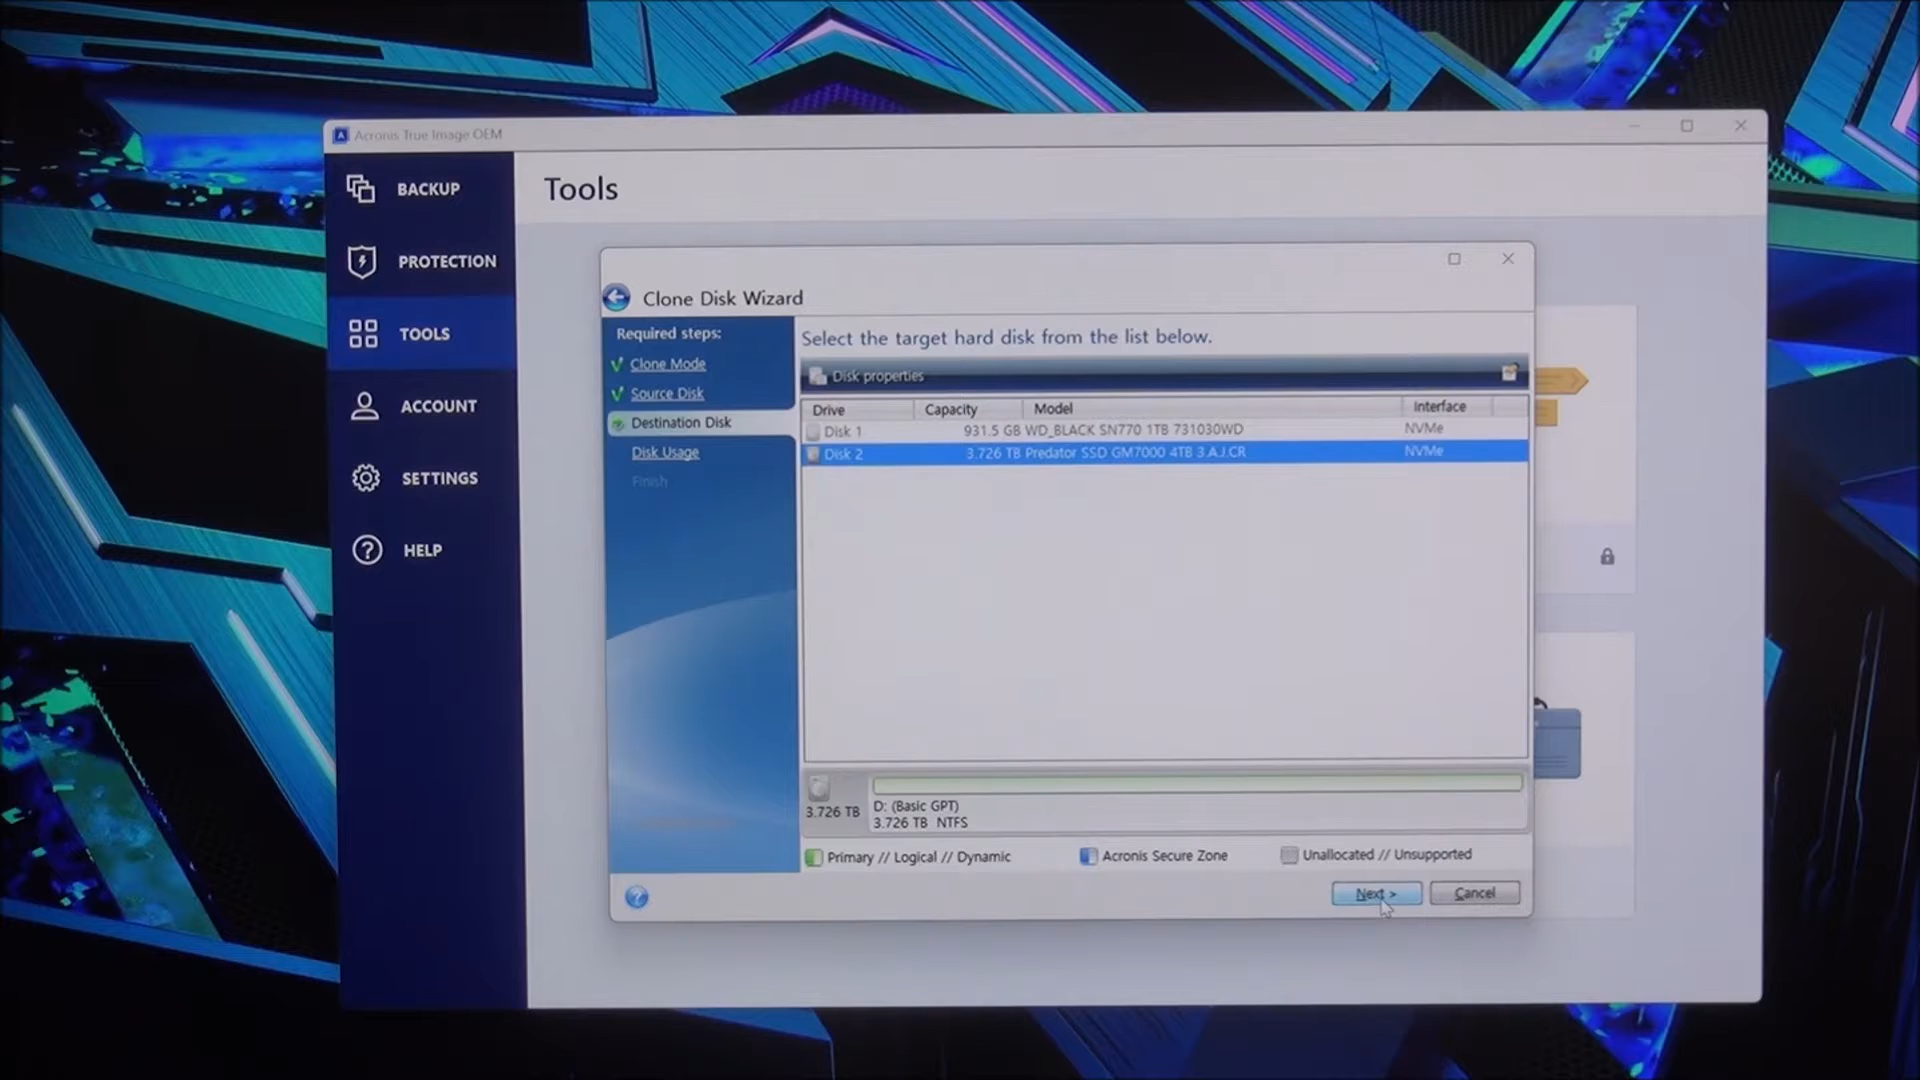 Acronis True Image OEM
BACKUP
PROTECTION
TOOLS
ACCOUNT
SETTINGS
HELP
Tools
Clone Disk Wizard
Required steps:
Clone Mode
Source Disk
Destination Disk
Disk Usage
Finish
Select the target hard disk from the list below.
Disk properties
Drive Capacity Model Interface
Disk 1 931.5 GB WD_BLACK SN770 1TB 731030WD NVMe
Disk 2 3.726 TB Predator SSD GM7000 4TB 3.A.J.CR NVMe
3.726 TB
D: (Basic GPT)
3.726 TB NTFS
Primary // Logical // Dynamic
Acronis Secure Zone
Unallocated // Unsupported
Next >
Cancel